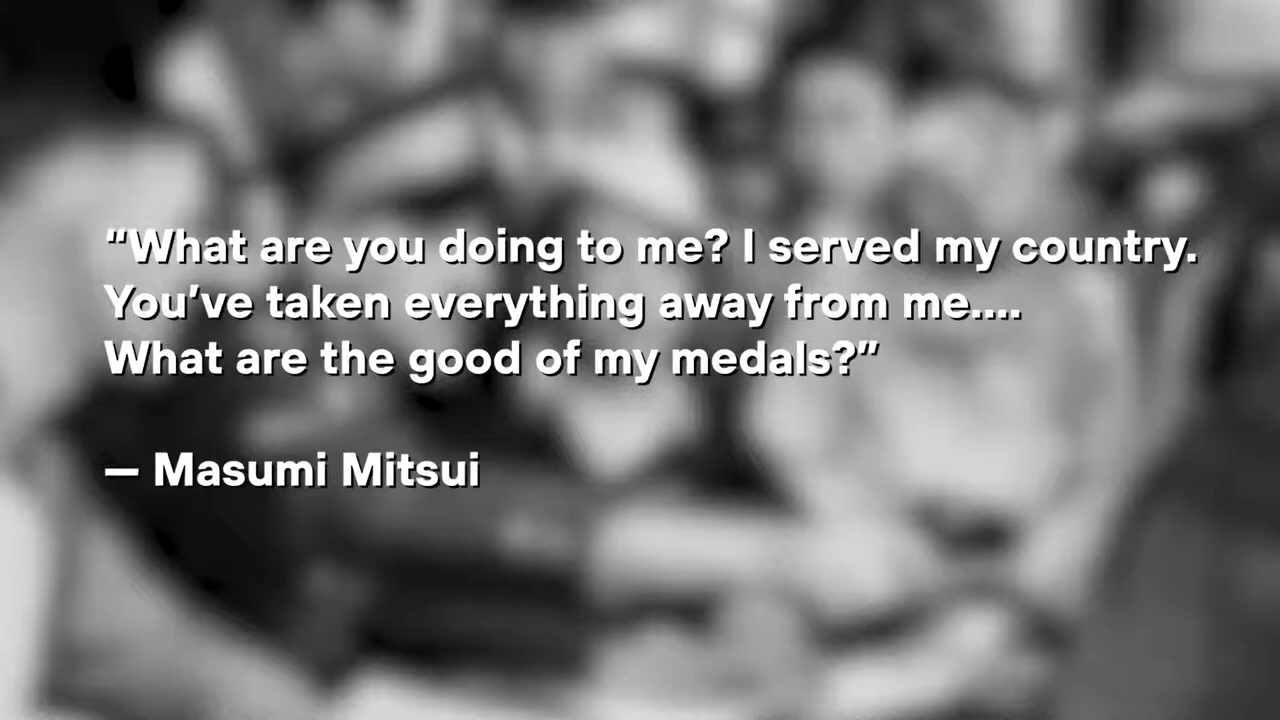 “What are you doing to me? I served my country.
You’ve taken everything away from me....
What are the good of my medals?”
— Masumi Mitsui